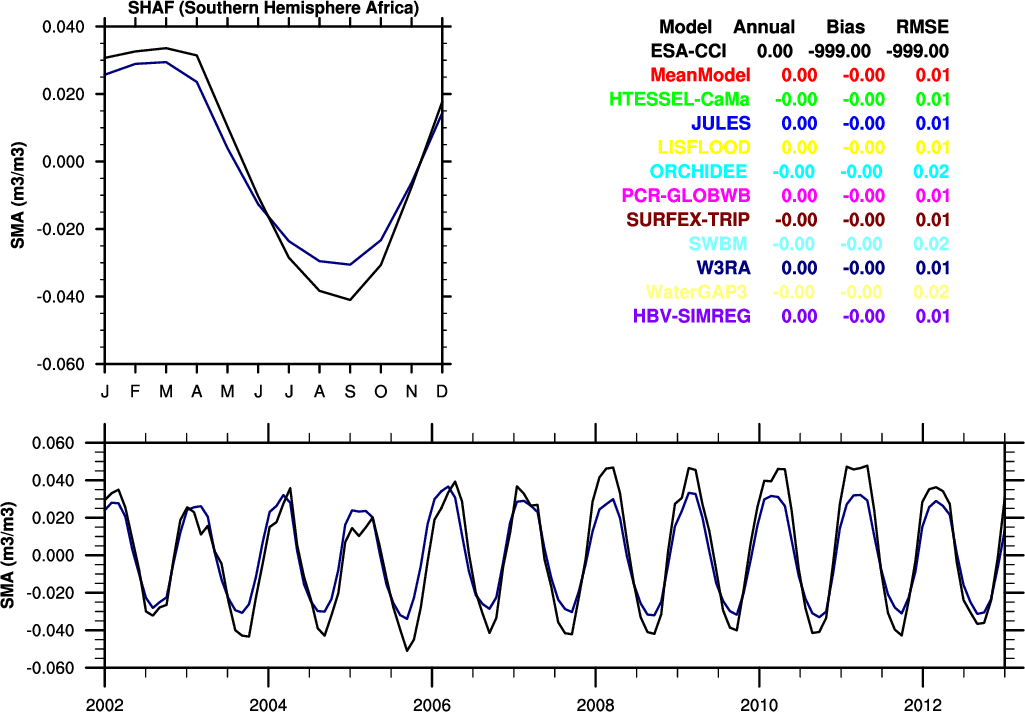 SHAF (Southern Hemisphere Africa)
0.040
0.020
0.000
-0.020
-0.040
-0.060
SMA (m3/m3)
J F M A M J J A S O N D
Model Annual Bias RMSE
ESA-CCI 0.00 -999.00 -999.00
MeanModel 0.00 -0.00 0.01
HTESSEL-CaMa -0.00 -0.00 0.01
JULES 0.00 -0.00 0.01
LISFLOOD 0.00 -0.00 0.01
ORCHIDEE -0.00 -0.00 0.02
PCR-GLOBWB 0.00 -0.00 0.01
SURFEX-TRIP -0.00 -0.00 0.01
SWBM -0.00 -0.00 0.02
W3RA 0.00 -0.00 0.01
WaterGAP3 -0.00 -0.00 0.02
HBV-SIMREG 0.00 -0.00 0.01
0.060
0.040
0.020
0.000
-0.020
-0.040
-0.060
SMA (m3/m3)
2002 2004 2006 2008 2010 2012